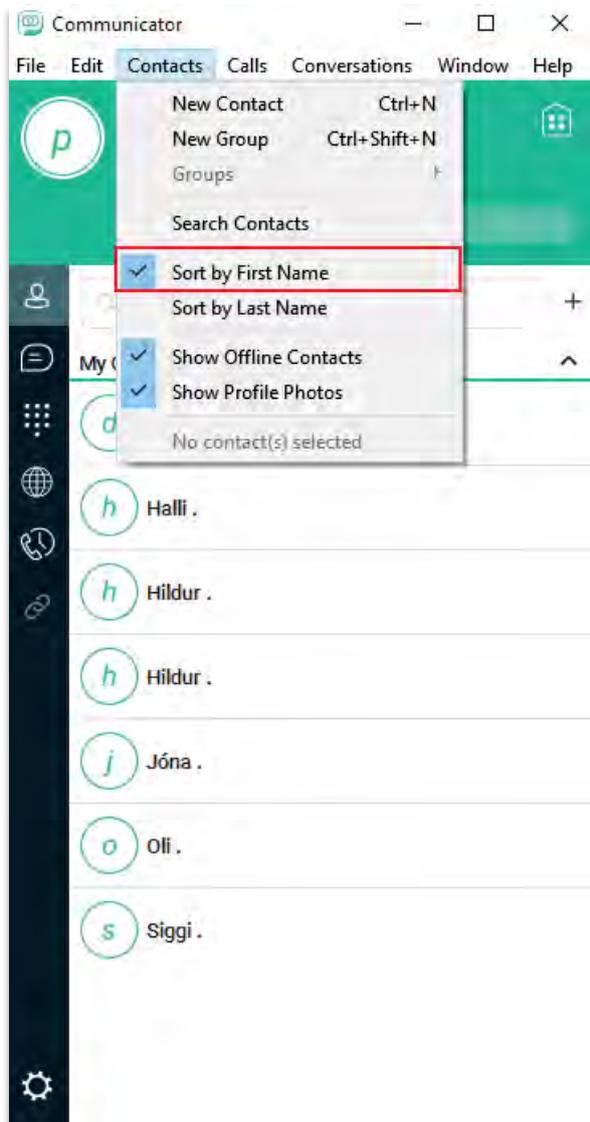 Communicator
File Edit Contacts Calls Conversations Window Help
New Contact Ctrl+N
New Group Ctrl+Shift+N
Groups
Search Contacts
Sort by First Name
Sort by Last Name
Show Offline Contacts
Show Profile Photos
No contact(s) selected
p
My
d
h Halli .
h Hildur .
h Hildur .
j Jóna .
o Oli .
s Siggi .